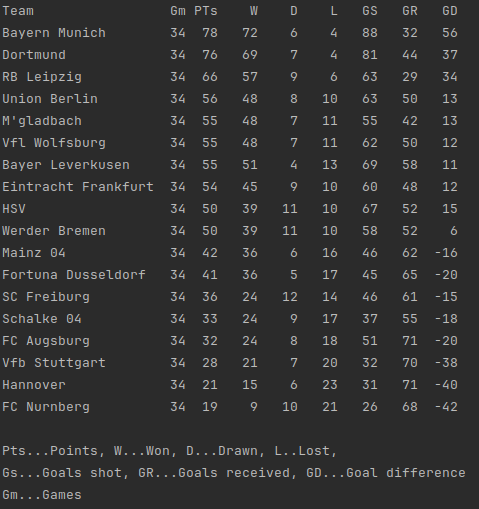 Team Gm PTs W D L GS GR GD
Bayern Munich 34 78 72 6 4 88 32 56
Dortmund 34 76 69 7 4 81 44 37
RB Leipzig 34 66 57 9 6 63 29 34
Union Berlin 34 56 48 8 10 63 50 13
M'gladbach 34 55 48 7 11 55 42 13
Vfl Wolfsburg 34 55 48 7 11 62 50 12
Bayer Leverkusen 34 55 51 4 13 69 58 11
Eintracht Frankfurt 34 54 45 9 10 60 48 12
HSV 34 50 39 11 10 67 52 15
Werder Bremen 34 50 39 11 10 58 52 6
Mainz 04 34 42 36 6 16 46 62 -16
Fortuna Dusseldorf 34 41 36 5 17 45 65 -20
SC Freiburg 34 36 24 12 14 46 61 -15
Schalke 04 34 33 24 9 17 37 55 -18
FC Augsburg 34 32 24 8 18 51 71 -20
Vfb Stuttgart 34 28 21 7 20 32 70 -38
Hannover 34 21 15 6 23 31 71 -40
FC Nurnberg 34 19 9 10 21 26 68 -42
Pts...Points, W...Won, D...Drawn, L..Lost,
Gs...Goals shot, GR...Goals received, GD...Goal difference
Gm...Games